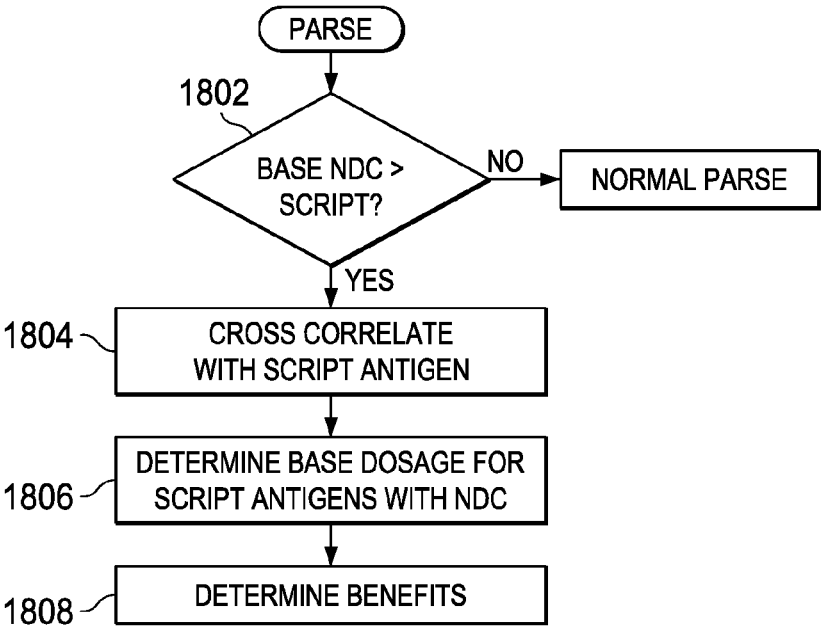 PARSE
1802
BASE NDC >
SCRIPT?
NO
NORMAL PARSE
YES
1804
CROSS CORRELATE
WITH SCRIPT ANTIGEN
1806
DETERMINE BASE DOSAGE FOR
SCRIPT ANTIGENS WITH NDC
1808
DETERMINE BENEFITS